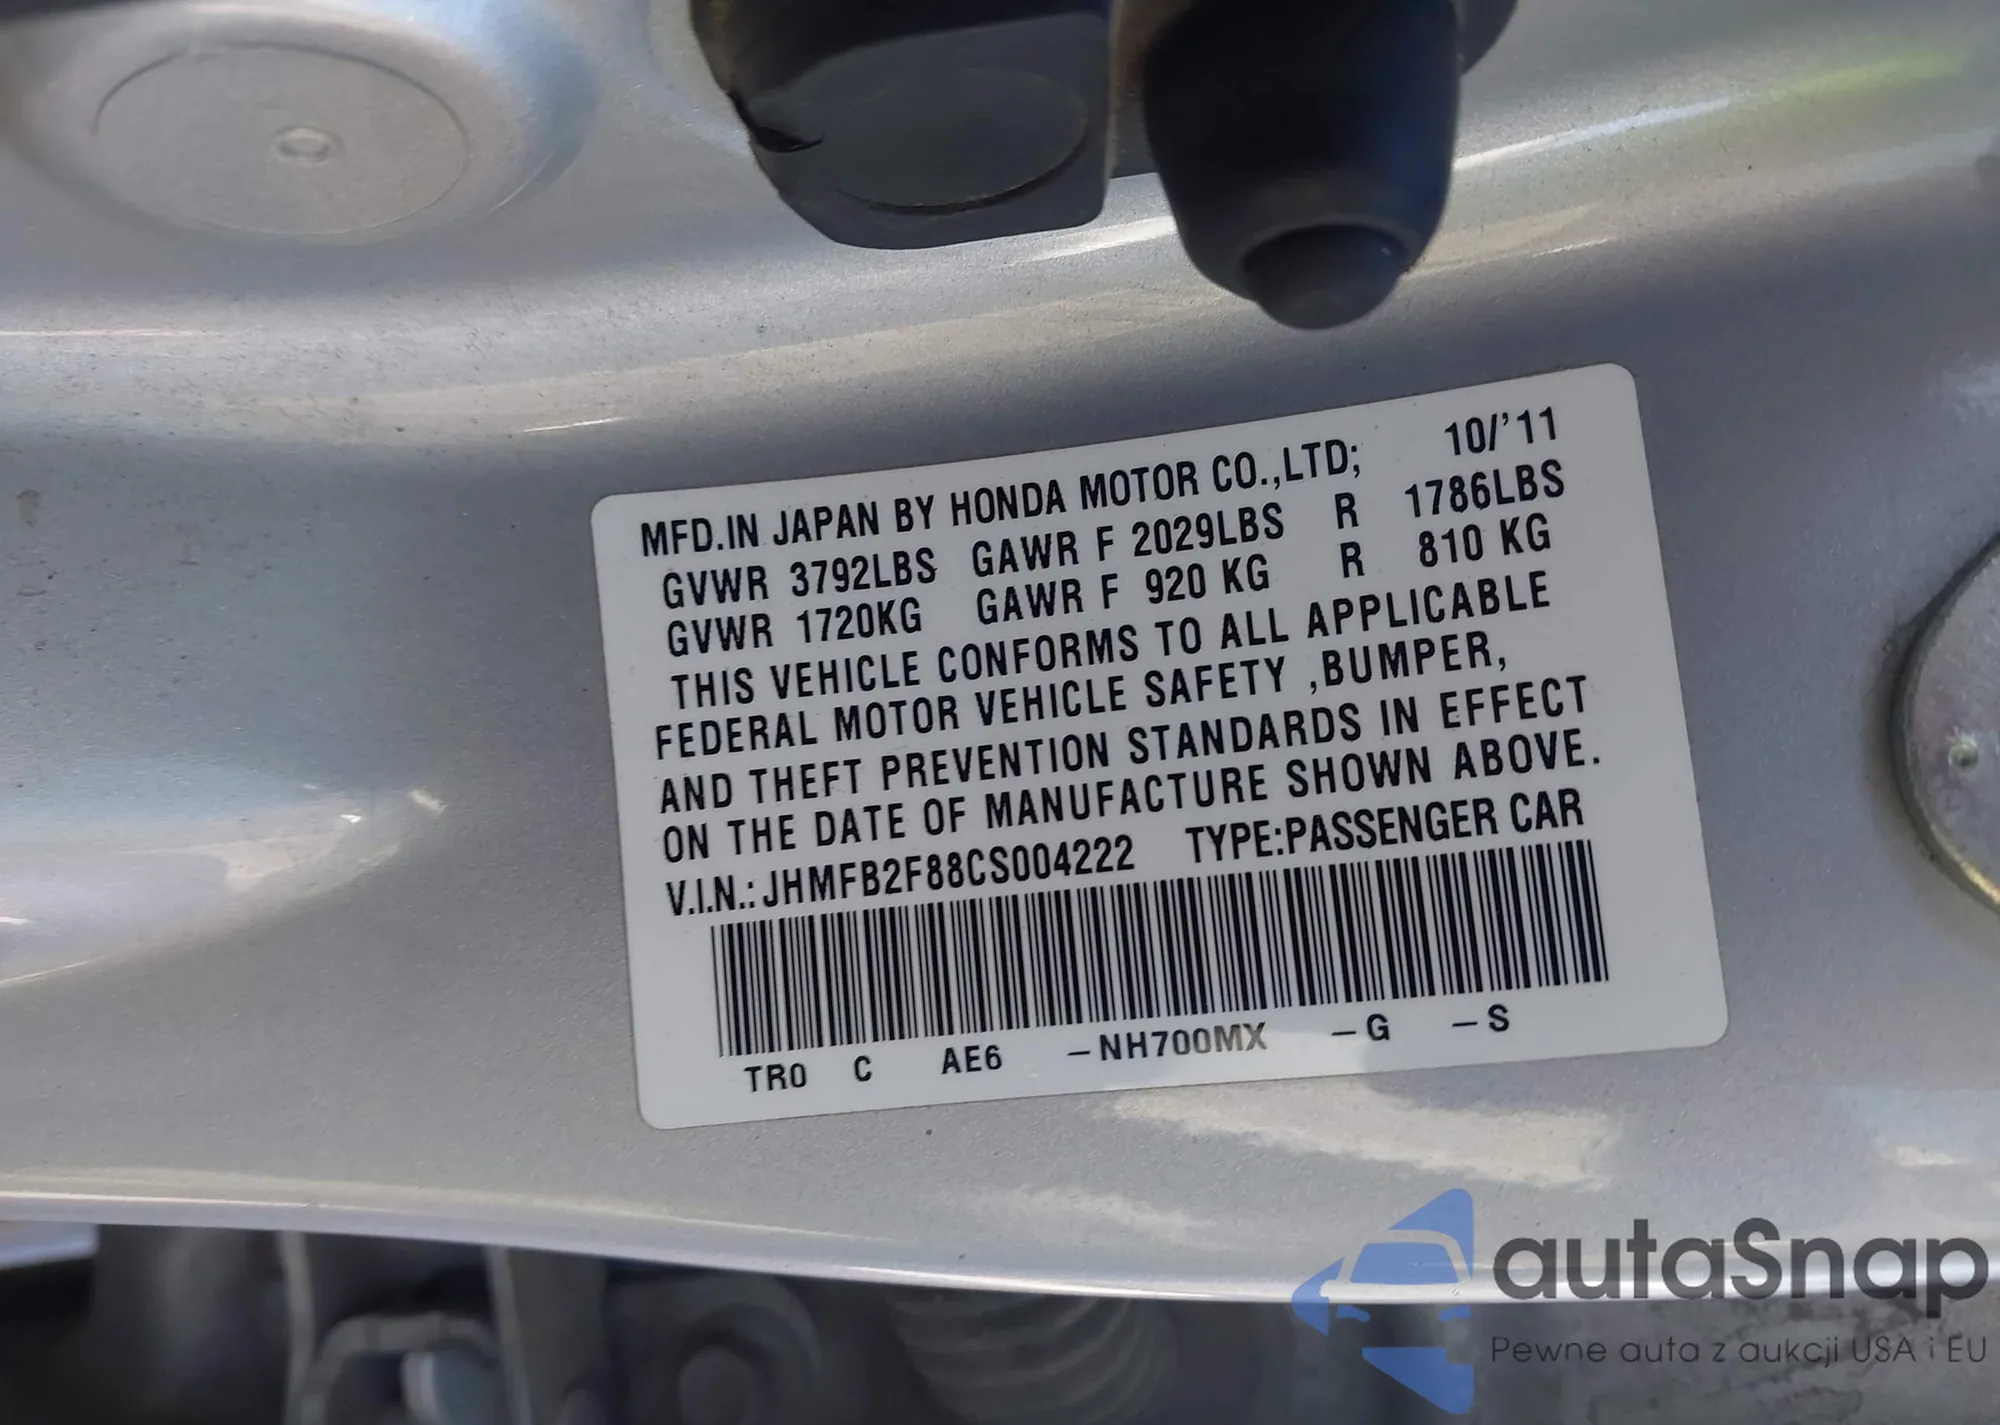 MFD.IN JAPAN BY HONDA MOTOR CO.,LTD; 10/'11
GVWR 3792LBS GAWR F 2029LBS R 1786LBS
GVWR 1720KG GAWR F 920 KG R 810 KG
THIS VEHICLE CONFORMS TO ALL APPLICABLE
FEDERAL MOTOR VEHICLE SAFETY ,BUMPER,
AND THEFT PREVENTION STANDARDS IN EFFECT
ON THE DATE OF MANUFACTURE SHOWN ABOVE.
V.I.N.: JHMFB2F88CS004222 TYPE:PASSENGER CAR
TR0 C AE6 -NH700MX -G -S
autaSnap
Pewne auta z aukcji USA i EU